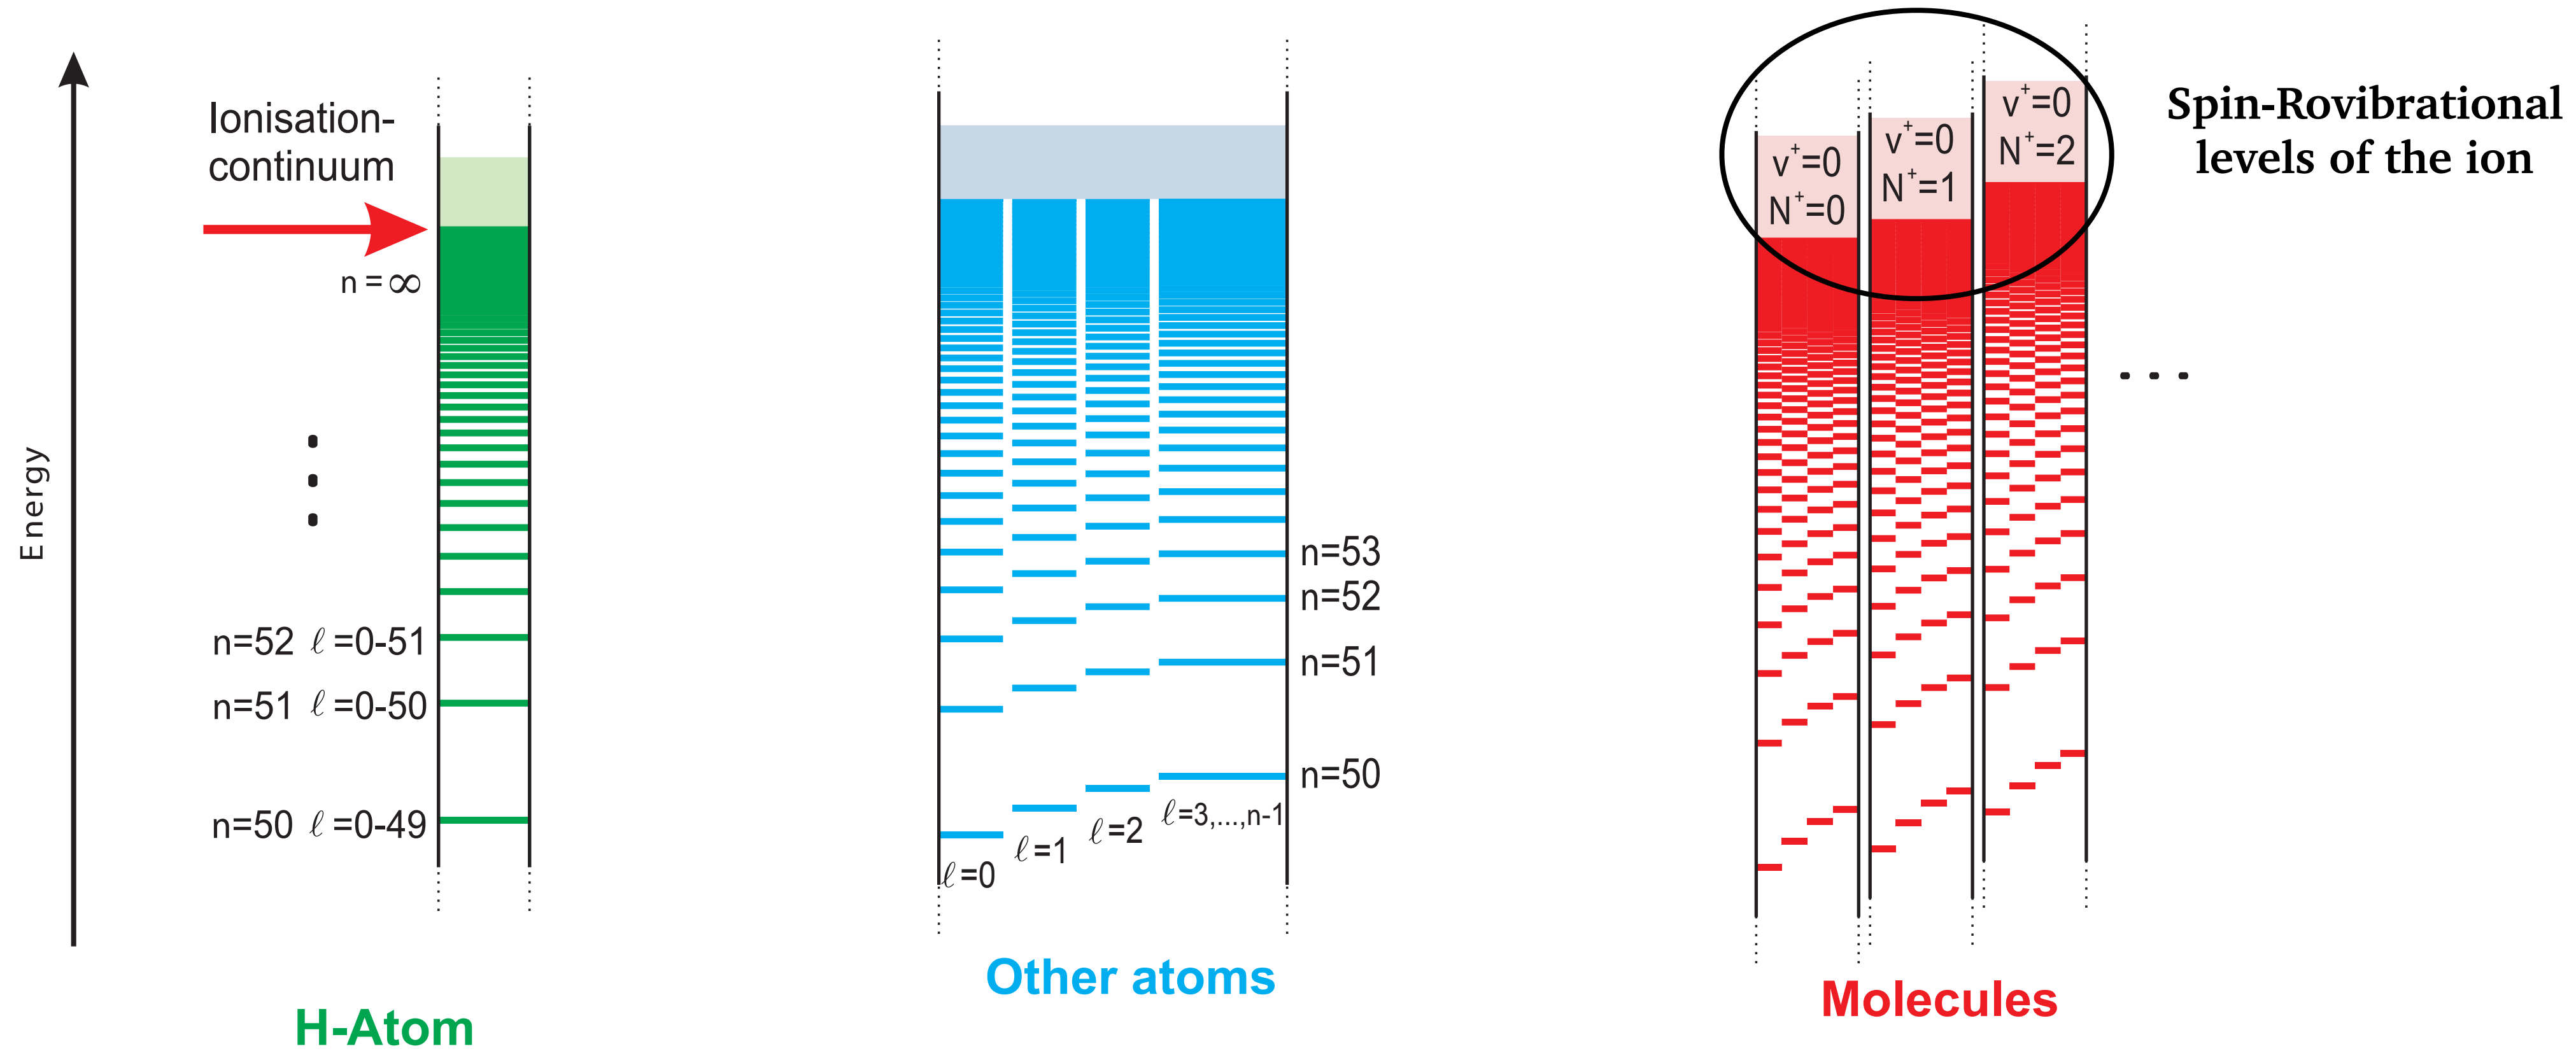 Energy
Ionisation-
continuum
n = ∞
n=52 ℓ =0-51
n=51 ℓ =0-50
n=50 ℓ =0-49
H-Atom
n=53
n=52
n=51
n=50
ℓ=0
ℓ=1
ℓ=2
ℓ=3,...,n-1
Other atoms
v⁺=0
N⁺=0
v⁺=0
N⁺=1
v⁺=0
N⁺=2
. . .
Molecules
Spin-Rovibrational
levels of the ion